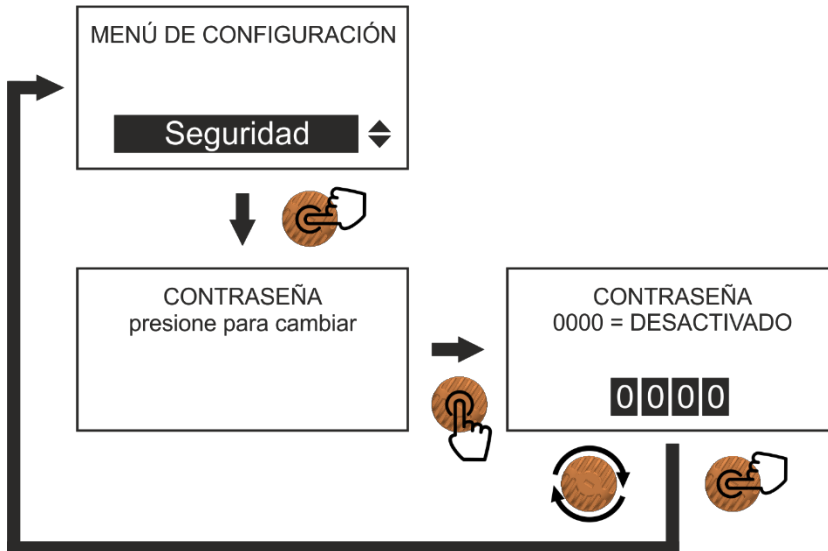 MENÚ DE CONFIGURACIÓN
Seguridad
CONTRASEÑA
presione para cambiar
CONTRASEÑA
0000 = DESACTIVADO
0000